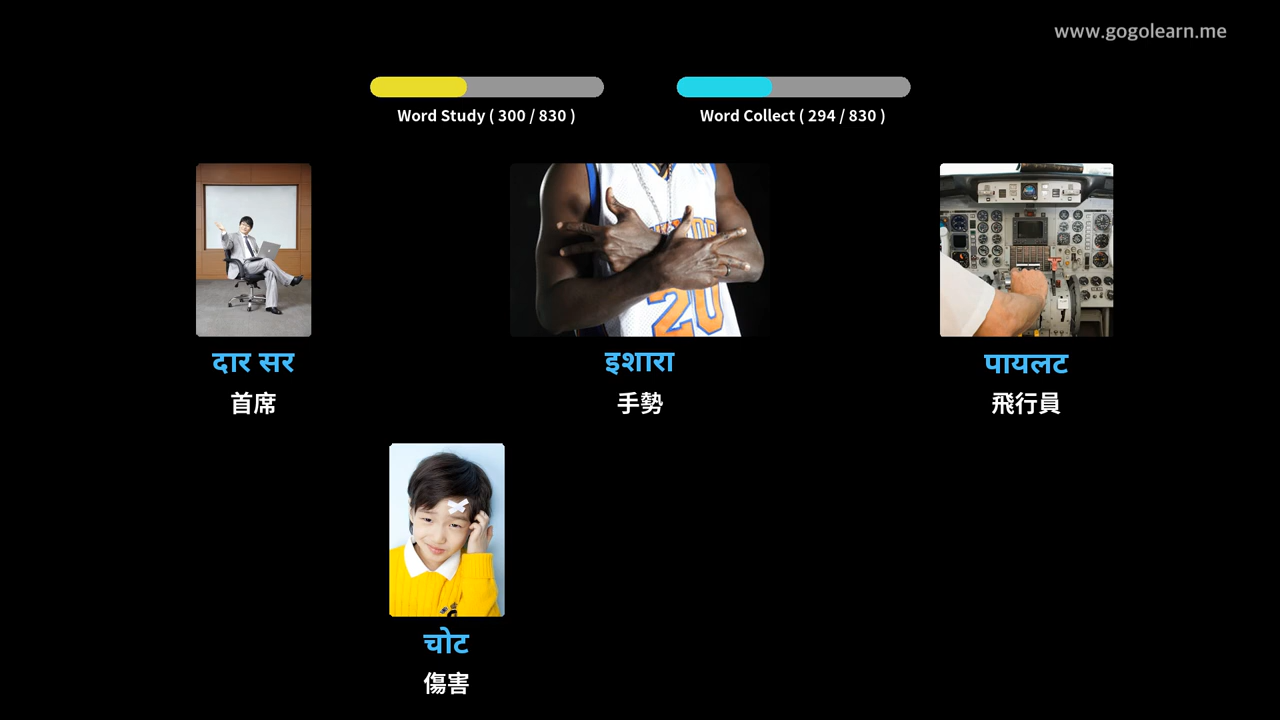 www.gogolearn.me
Word Study ( 300 / 830 )
Word Collect ( 294 / 830 )
दार सर
首席
इशारा
手勢
पायलट
飛行員
चोट
傷害
20